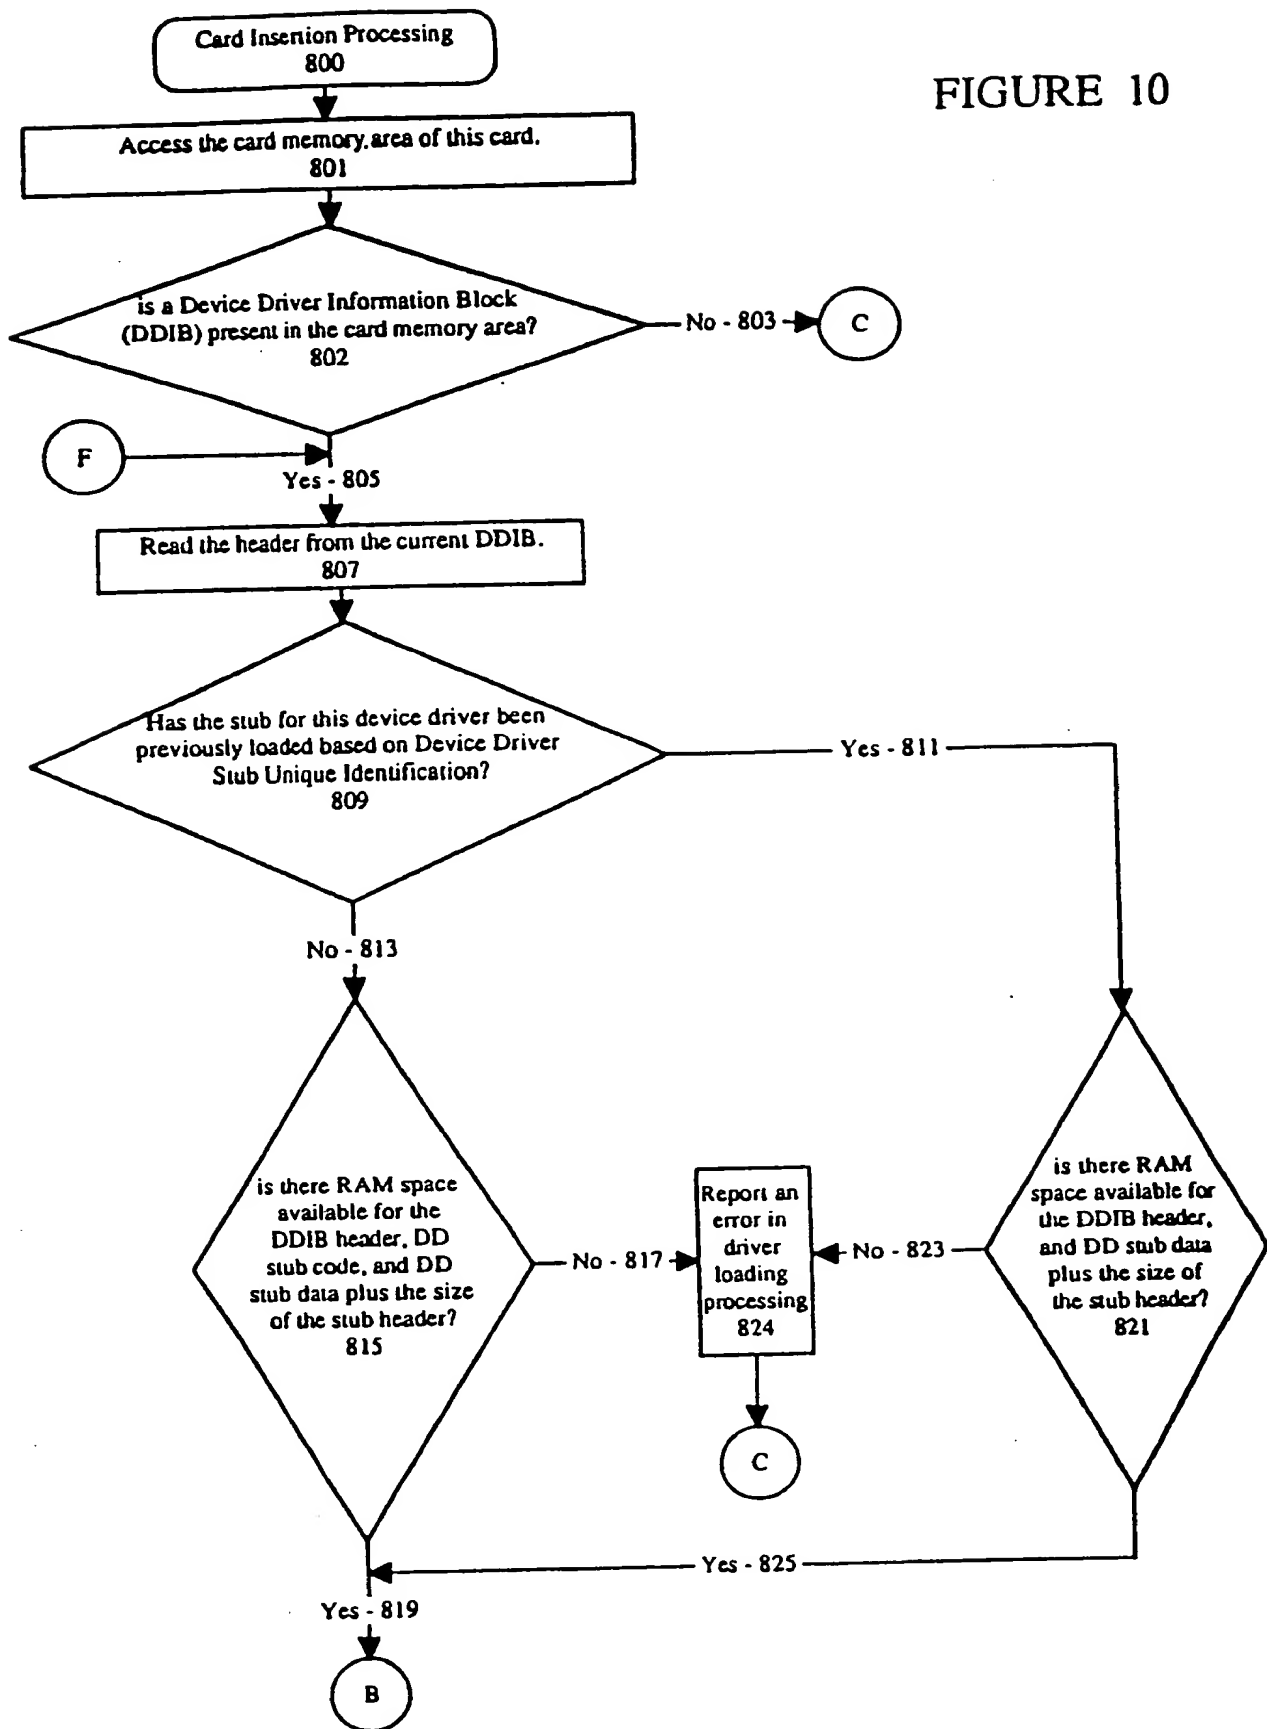 Card Insertion Processing
800
FIGURE 10
Access the card memory.area of this card.
801
is a Device Driver Information Block
(DDIB) present in the card memory area?
802
No - 803
C
F
Yes - 805
Read the header from the current DDIB.
807
Has the stub for this device driver been
previously loaded based on Device Driver
Stub Unique Identification?
809
Yes - 811
No - 813
is there RAM space
available for the
DDIB header, DD
stub code, and DD
stub data plus the size
of the stub header?
815
No - 817
Report an
error in
driver
loading
processing
824
No - 823
is there RAM
space available for
the DDIB header,
and DD stub data
plus the size of
the stub header?
821
C
Yes - 825
Yes - 819
B